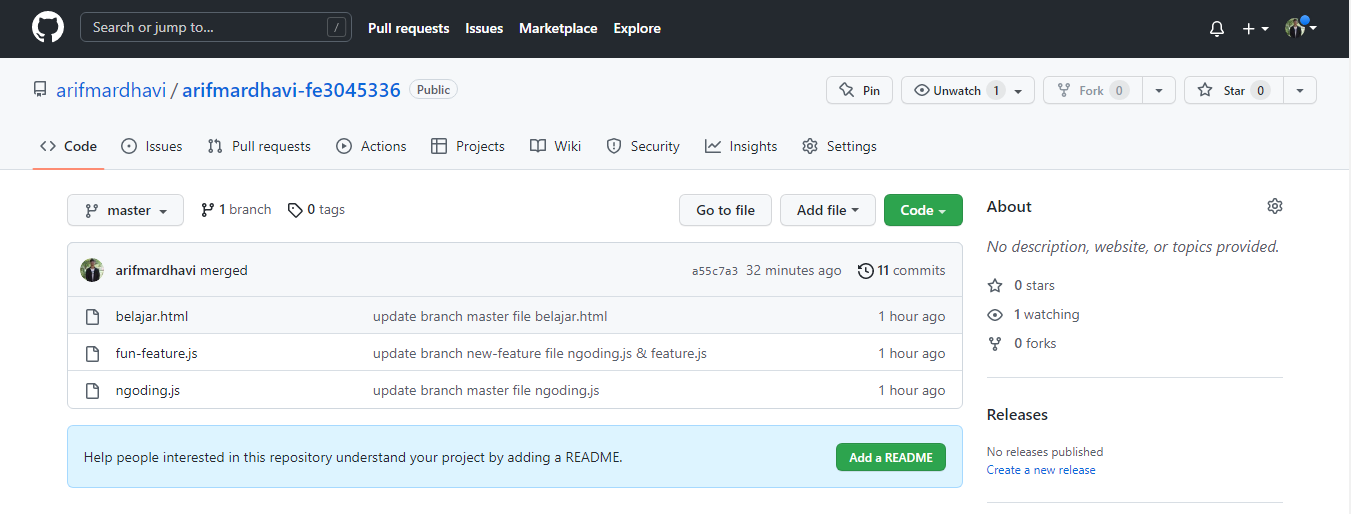 Search or jump to... /
Pull requests Issues Marketplace Explore
arifmardhavi / arifmardhavi-fe3045336 Public
Pin Unwatch 1 Fork 0 Star 0
Code Issues Pull requests Actions Projects Wiki Security Insights Settings
master 1 branch 0 tags Go to file Add file Code
arifmardhavi merged a55c7a3 32 minutes ago 11 commits
belajar.html update branch master file belajar.html 1 hour ago
fun-feature.js update branch new-feature file ngoding.js & feature.js 1 hour ago
ngoding.js update branch master file ngoding.js 1 hour ago
Help people interested in this repository understand your project by adding a README. Add a README
About
No description, website, or topics provided.
0 stars
1 watching
0 forks
Releases
No releases published
Create a new release